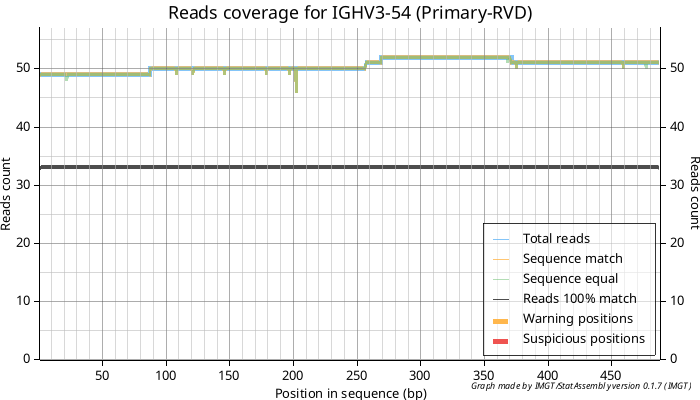 Reads coverage for IGHV3-54 (Primary-RVD)
50
50
40
40
30
30
20
20
10
10
0
0
Reads count
Reads count
Total reads
Sequence match
Sequence equal
Reads 100% match
Warning positions
Suspicious positions
50 100 150 200 250 300 350 400 450
Position in sequence (bp)
Graph made by IMGT/StatAssembly version 0.1.7 (IMGT)